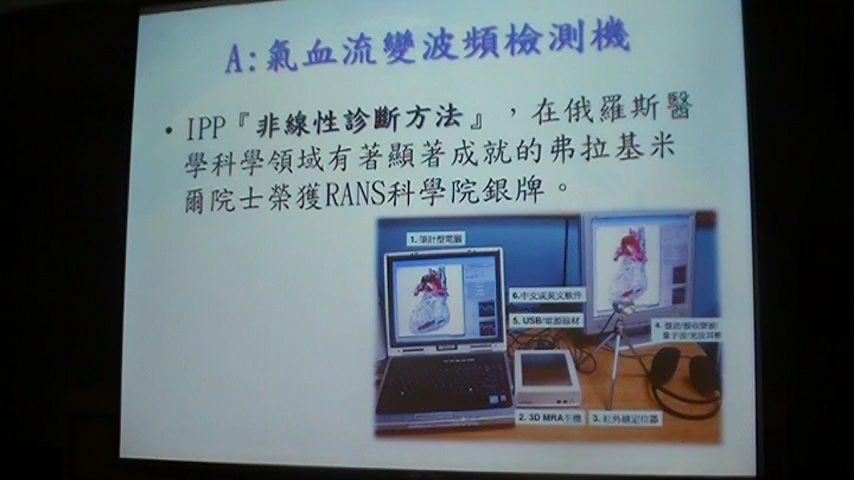 A:氣血流變波頻檢測機
• IPP『非線性診斷方法』,在俄羅斯醫
學科學領域有著顯著成就的弗拉基米
爾院士榮獲RANS科學院銀牌。
1. 筆計型電腦
6.中文或英文軟件
5. USB/電源線材
4.
2. 3D MRA主機
3. 紅外線定位器